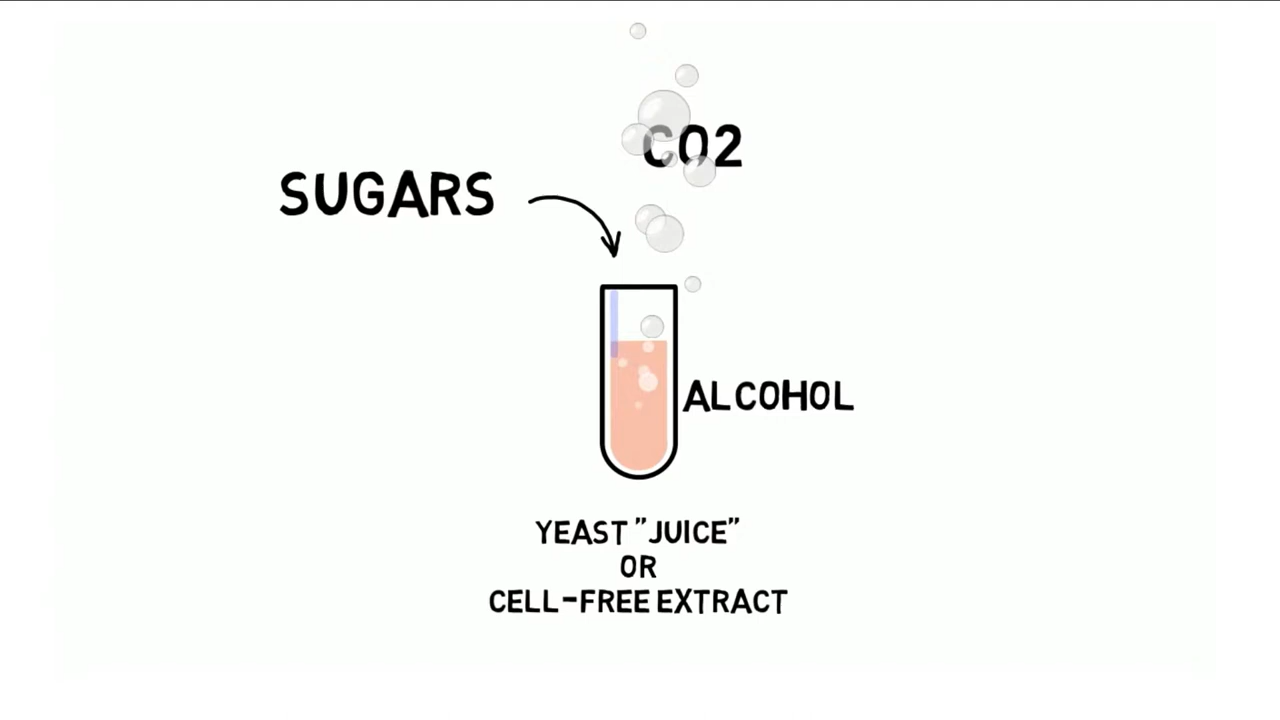 CO2
SUGARS
ALCOHOL
YEAST "JUICE"
OR
CELL-FREE EXTRACT